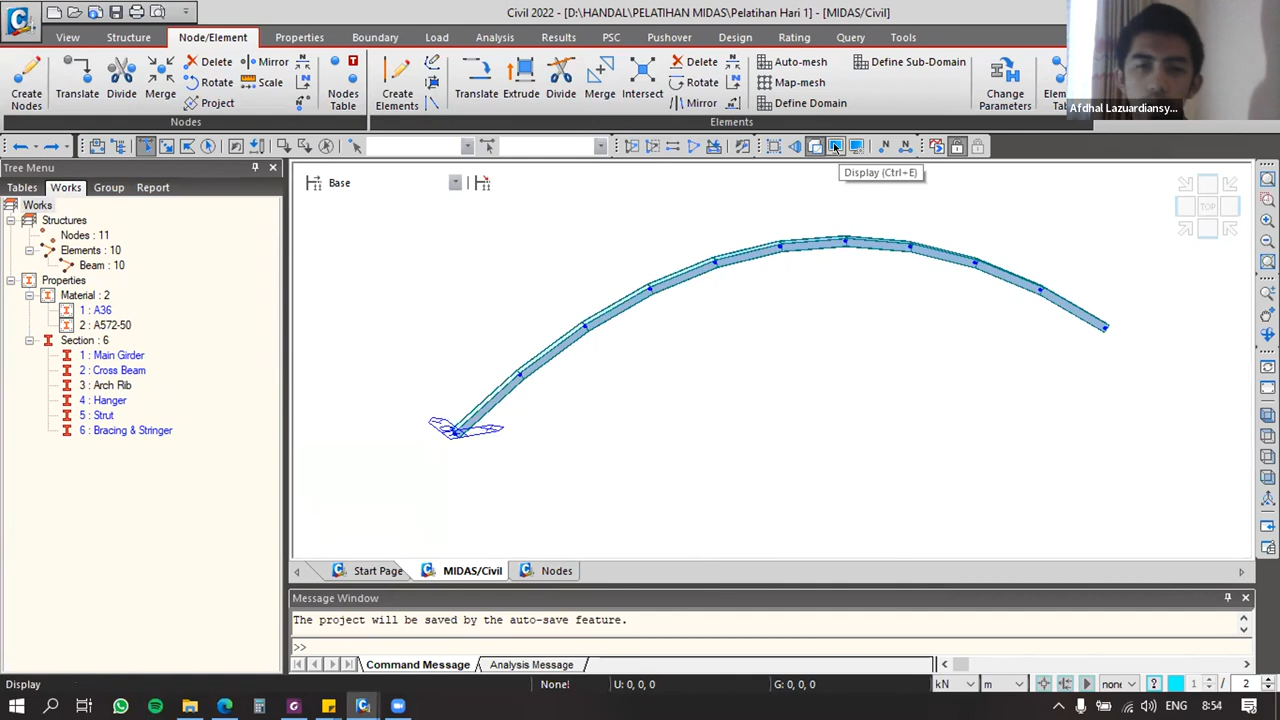 Civil 2022 - [D:\HANDAL\PELATIHAN MIDAS\Pelatihan Hari 1] - [MIDAS/Civil]
View Structure Node/Element Properties Boundary Load Analysis Results PSC Pushover Design Rating Query Tools
Create Nodes
Translate
Divide
Merge
Delete
Rotate
Project
Mirror
Scale
Nodes Table
Nodes
Create Elements
Translate
Extrude
Divide
Merge
Intersect
Delete
Rotate
Mirror
Auto-mesh
Map-mesh
Define Domain
Define Sub-Domain
Change Parameters
Elements
Afdhal Lazuardiansy...
Display (Ctrl+E)
Tree Menu
Tables Works Group Report
Works
Structures
Nodes : 11
Elements : 10
Beam : 10
Properties
Material : 2
1 : A36
2 : A572-50
Section : 6
1 : Main Girder
2 : Cross Beam
3 : Arch Rib
4 : Hanger
5 : Strut
6 : Bracing & Stringer
Base
TOP
Start Page MIDAS/Civil Nodes
Message Window
The project will be saved by the auto-save feature.
>>
Command Message Analysis Message
Display
None! U: 0, 0, 0 G: 0, 0, 0 kN m none 1 / 2
ENG 8:54